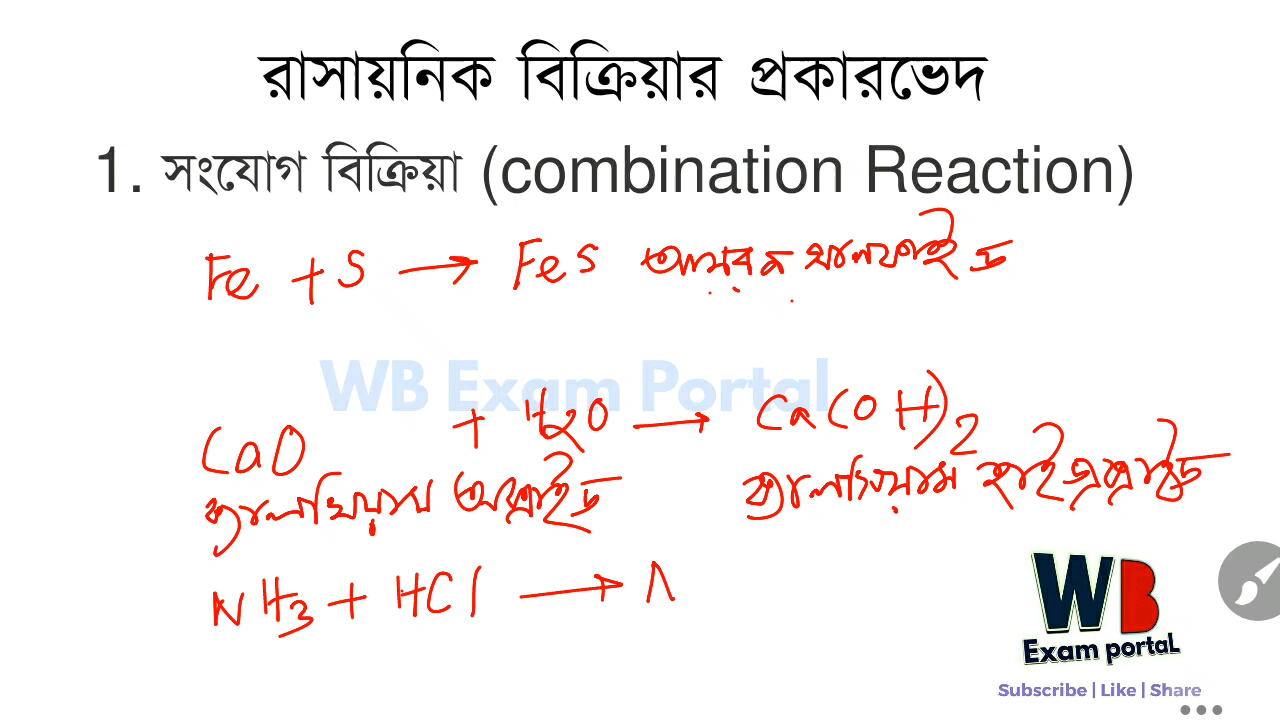 রাসায়নিক বিক্রিয়ার প্রকারভেদ
1. সংযোগ বিক্রিয়া (combination Reaction)
Fe + S → FeS আয়রন সালফাইড
WB Exam Portal
CaO + H2O → Ca(OH)2
ক্যালসিয়াম অক্সাইড ক্যালসিয়াম হাইড্রক্সাইড
NH3 + HCl → N
WB
Exam portaL
Subscribe | Like | Share